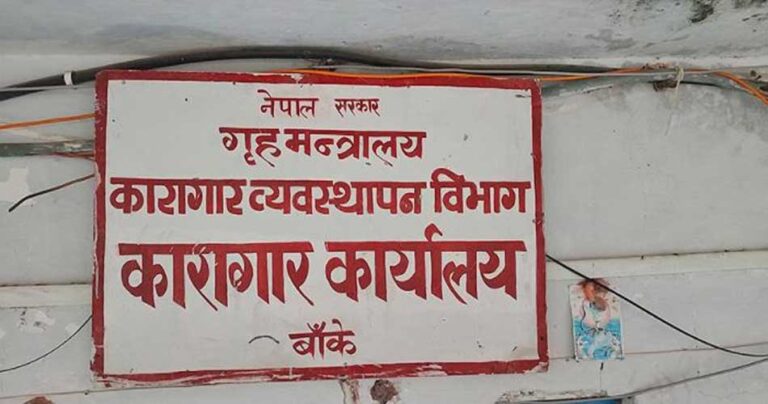 नेपाल सरकार
गृह मन्त्रालय
कारागार व्यवस्थापन विभाग
कारागार कार्यालय
बाँके